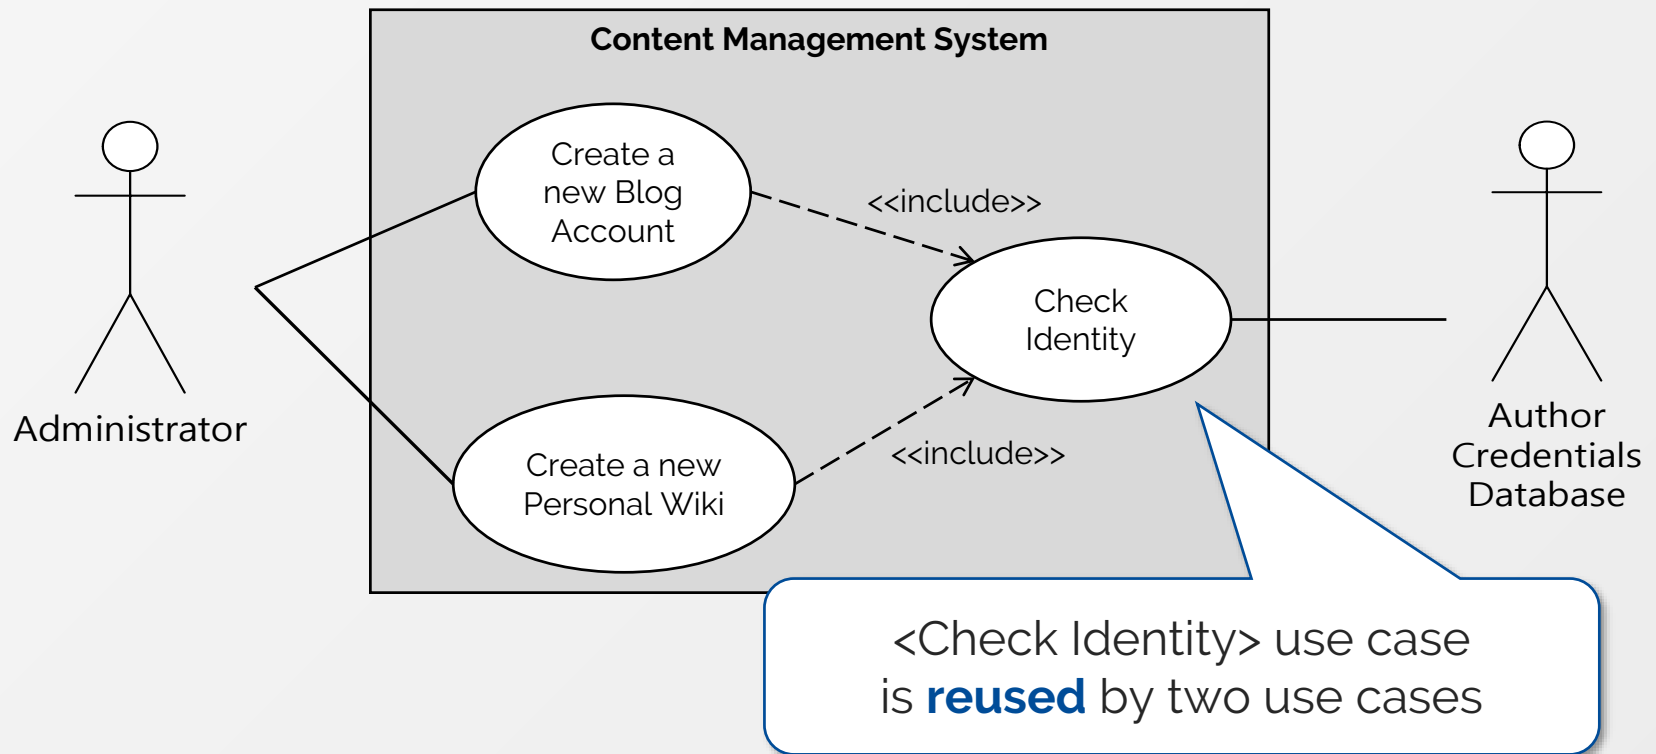 Content Management System
Create a
new Blog
Account
<<include>>
Check
Identity
Administrator
Create a new
Personal Wiki
<<include>>
Author
Credentials
Database
<Check Identity> use case
is reused by two use cases